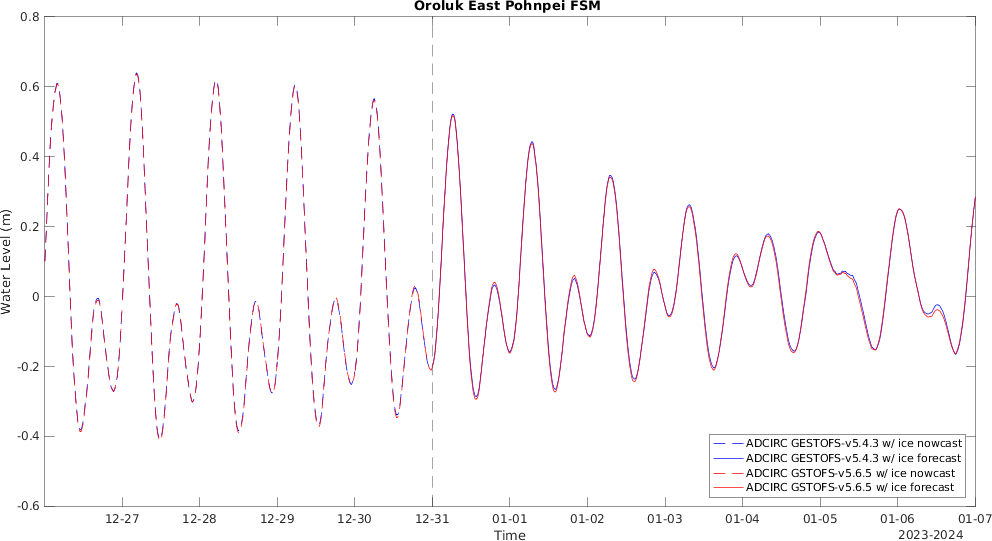 Oroluk East Pohnpei FSM
0.8
0.6
0.4
0.2
0
-0.2
-0.4
-0.6
Water Level (m)
ADCIRC GESTOFS-v5.4.3 w/ ice nowcast
ADCIRC GESTOFS-v5.4.3 w/ ice forecast
ADCIRC GSTOFS-v5.6.5 w/ ice nowcast
ADCIRC GSTOFS-v5.6.5 w/ ice forecast
12-27 12-28 12-29 12-30 12-31 01-01 01-02 01-03 01-04 01-05 01-06 01-07
Time
2023-2024